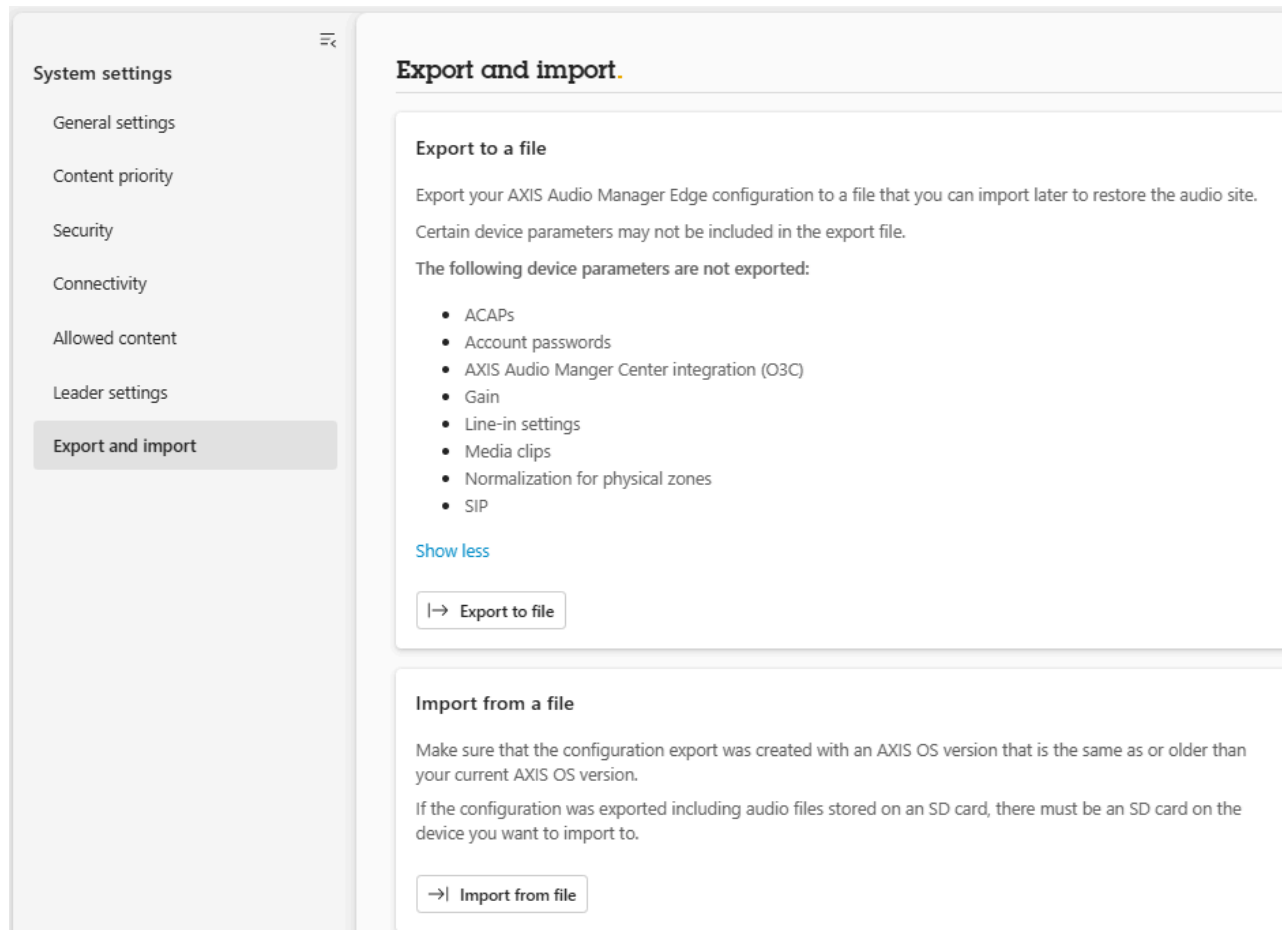 System settings
General settings
Content priority
Security
Connectivity
Allowed content
Leader settings
Export and import
Export and import.
Export to a file
Export your AXIS Audio Manager Edge configuration to a file that you can import later to restore the audio site.
Certain device parameters may not be included in the export file.
The following device parameters are not exported:
• ACAPs
• Account passwords
• AXIS Audio Manger Center integration (O3C)
• Gain
• Line-in settings
• Media clips
• Normalization for physical zones
• SIP
Show less
Export to file
Import from a file
Make sure that the configuration export was created with an AXIS OS version that is the same as or older than
your current AXIS OS version.
If the configuration was exported including audio files stored on an SD card, there must be an SD card on the
device you want to import to.
Import from file